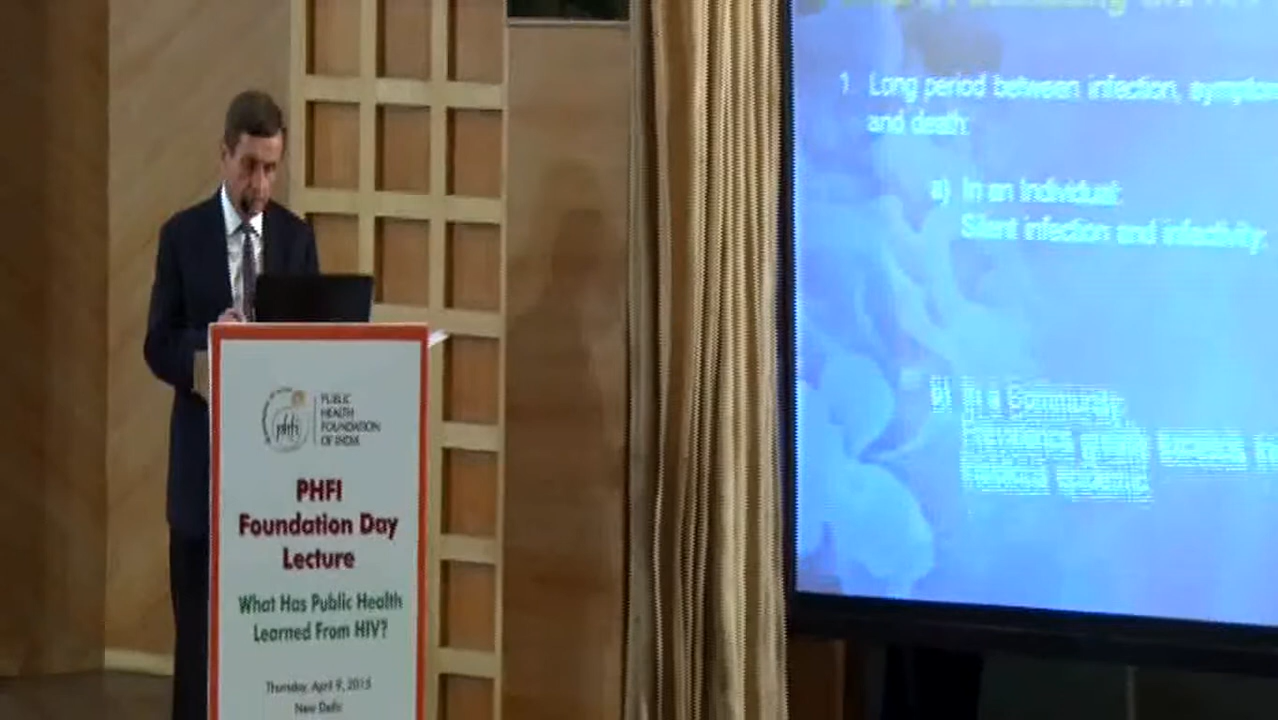 phfi
PUBLIC
HEALTH
FOUNDATION
OF INDIA
PHFI
Foundation Day
Lecture
What Has Public Health
Learned From HIV?
Thursday, April 9, 2015
New Delhi
1. Long period between infection,
and death:
a) In an Individual:
Silent infection and infectivity;
b) In a Community: